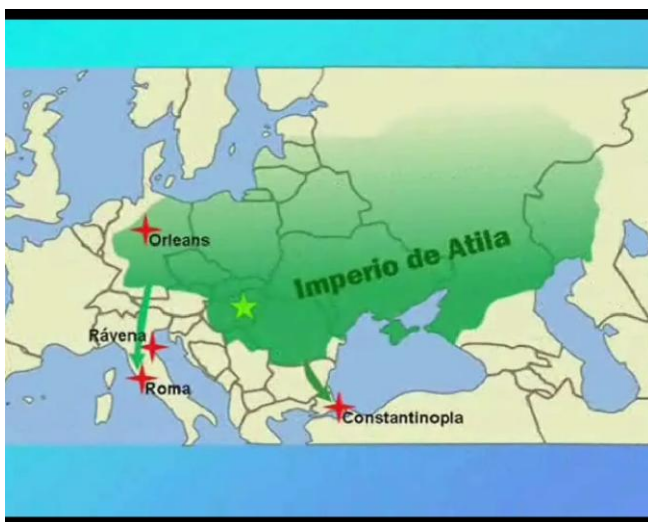 Orleans
Imperio de Atila
Rávena
Roma
Constantinopla